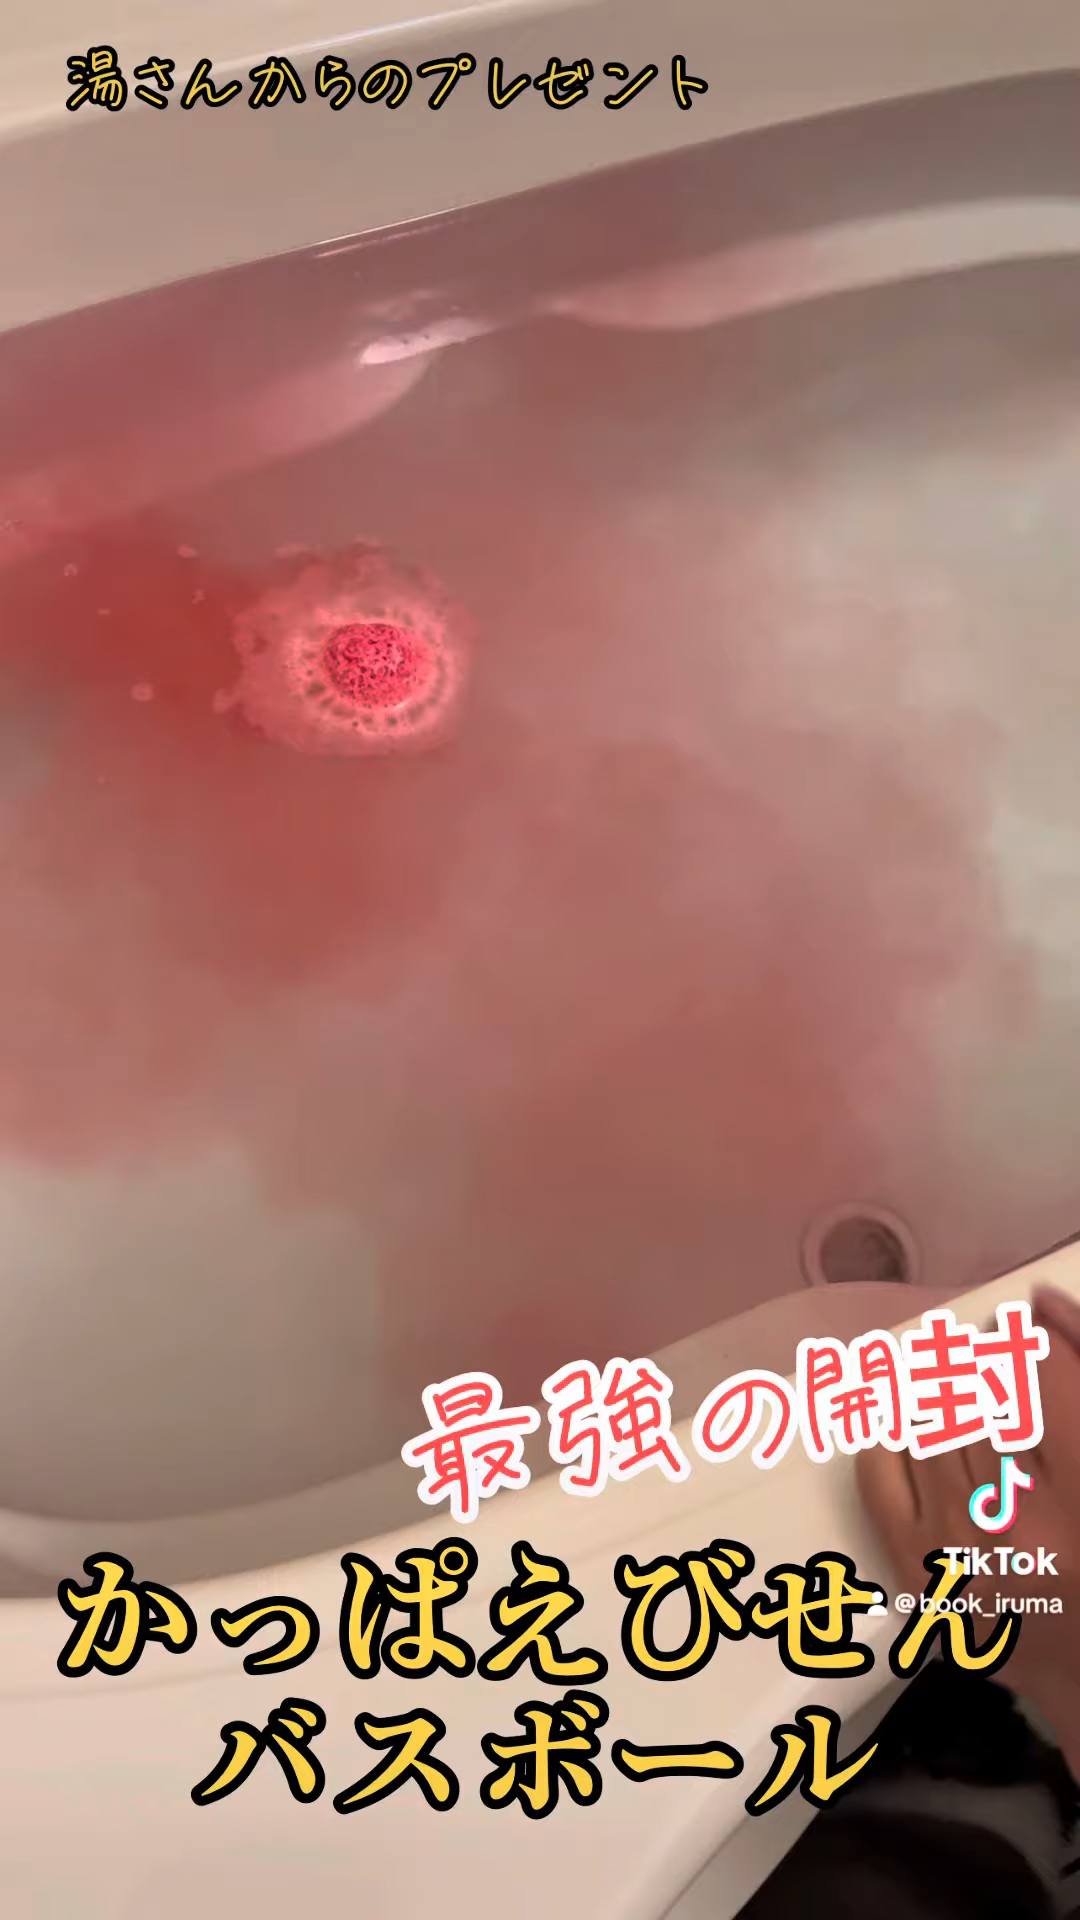 湯さんからのプレゼント
最強の開封
TikTok
@book_iruma
かっぱえびせん
バスボール